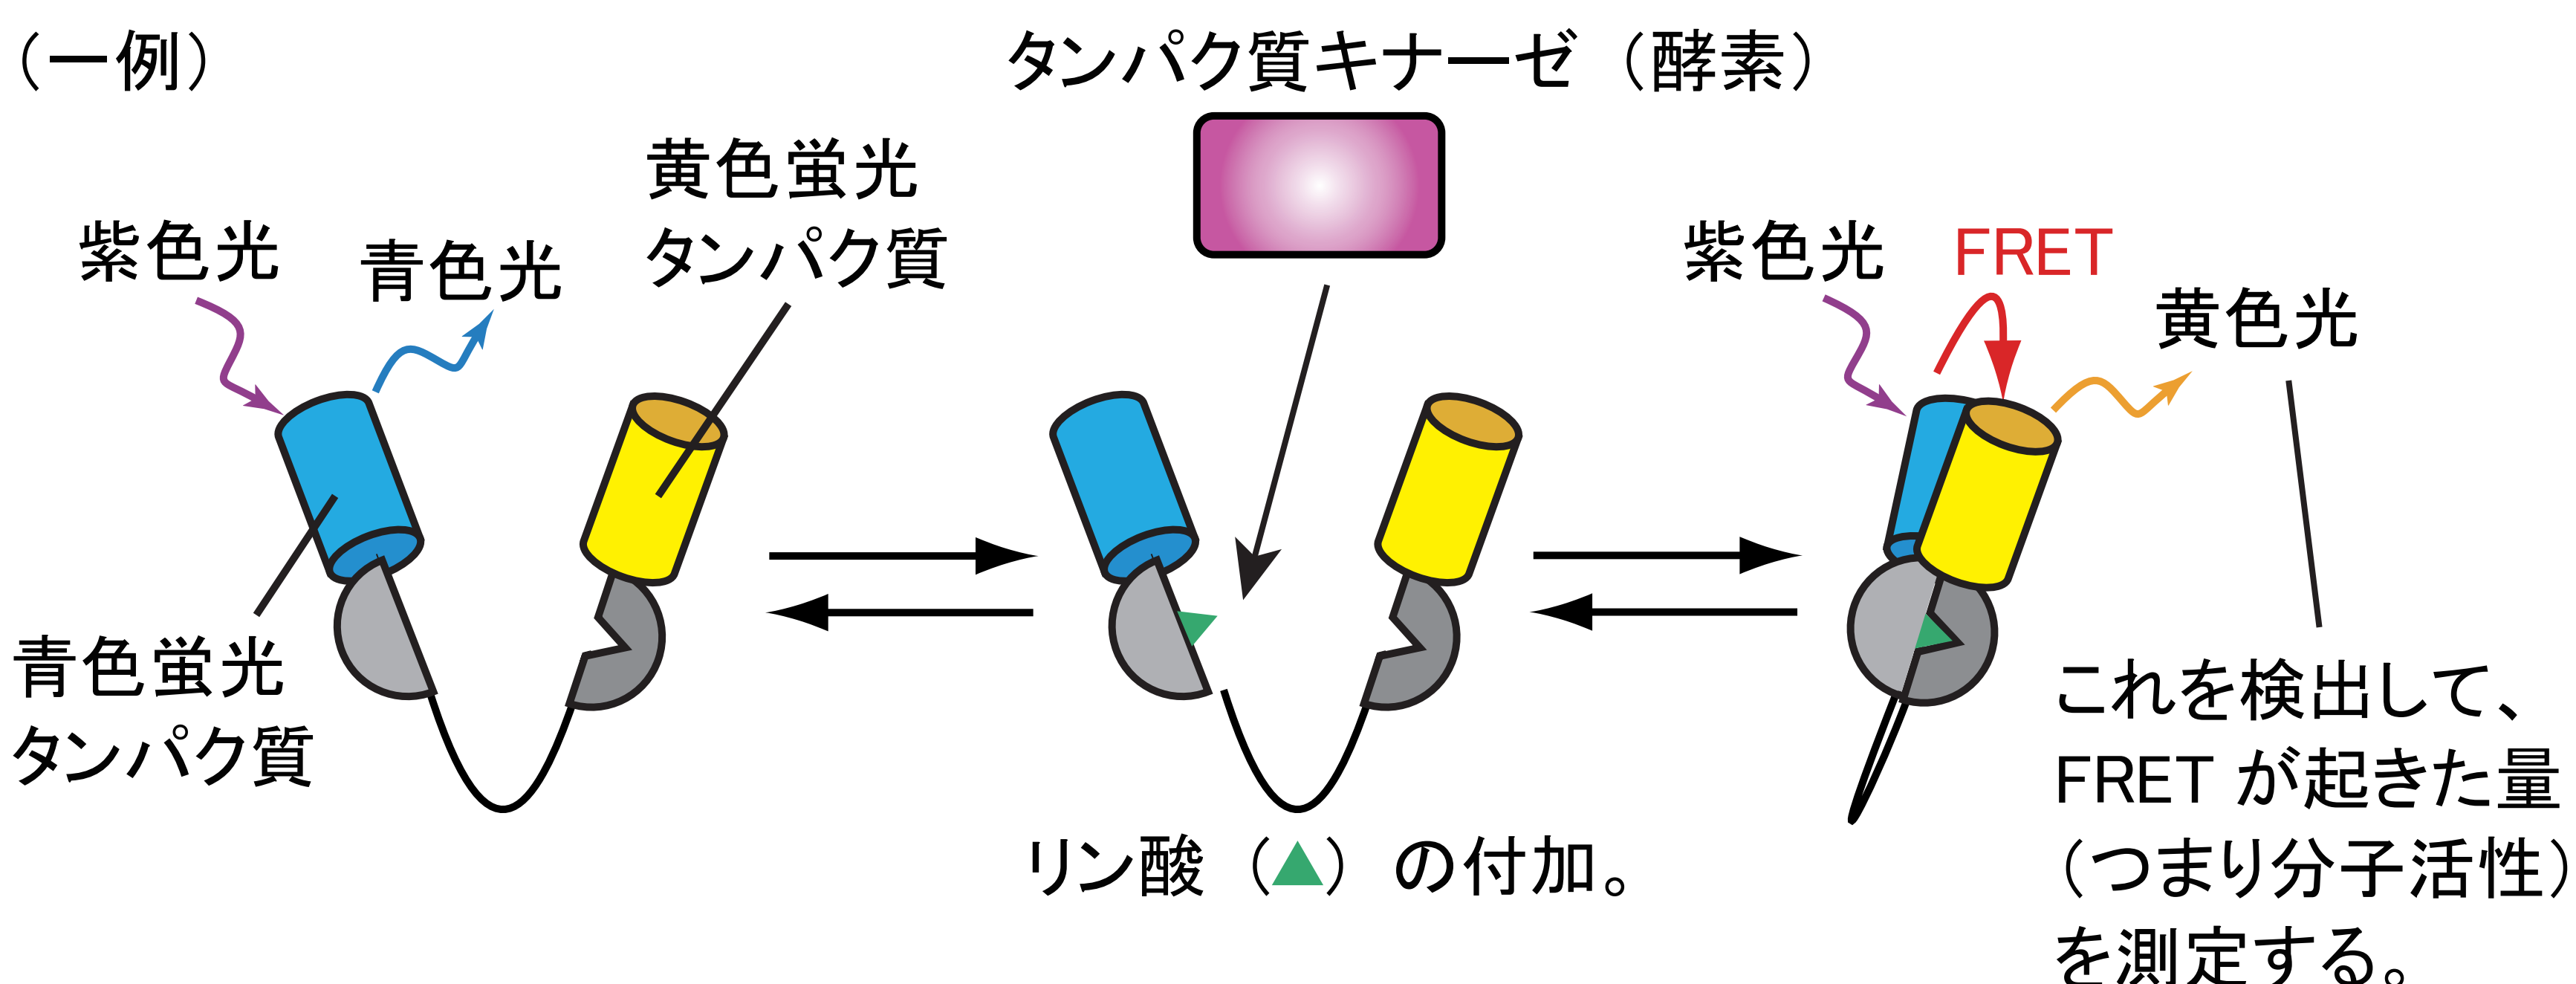 （一例）
タンパク質キナーゼ（酵素）
黄色蛍光
タンパク質
紫色光
青色光
紫色光
FRET
黄色光
青色蛍光
タンパク質
リン酸（▲）の付加。
これを検出して、
FRET が起きた量
（つまり分子活性）
を測定する。